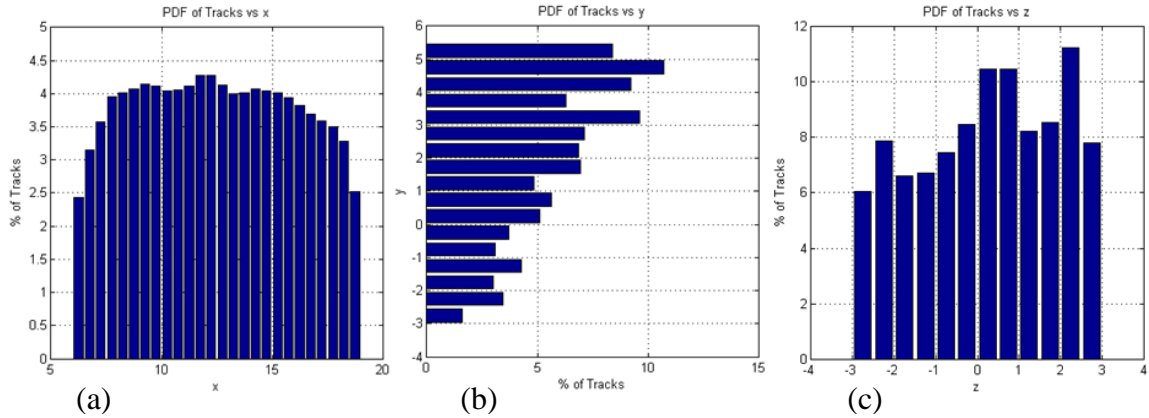 PDF of Tracks vs x
5
4.5
4
3.5
3
2.5
2
1.5
1
0.5
0
% of Tracks
5 10 15 20
x
(a)
PDF of Tracks vs y
6
5
4
3
2
1
0
-1
-2
-3
-4
y
0 5 10 15
% of Tracks
(b)
PDF of Tracks vs z
12
10
8
6
4
2
0
% of Tracks
-4 -3 -2 -1 0 1 2 3 4
z
(c)